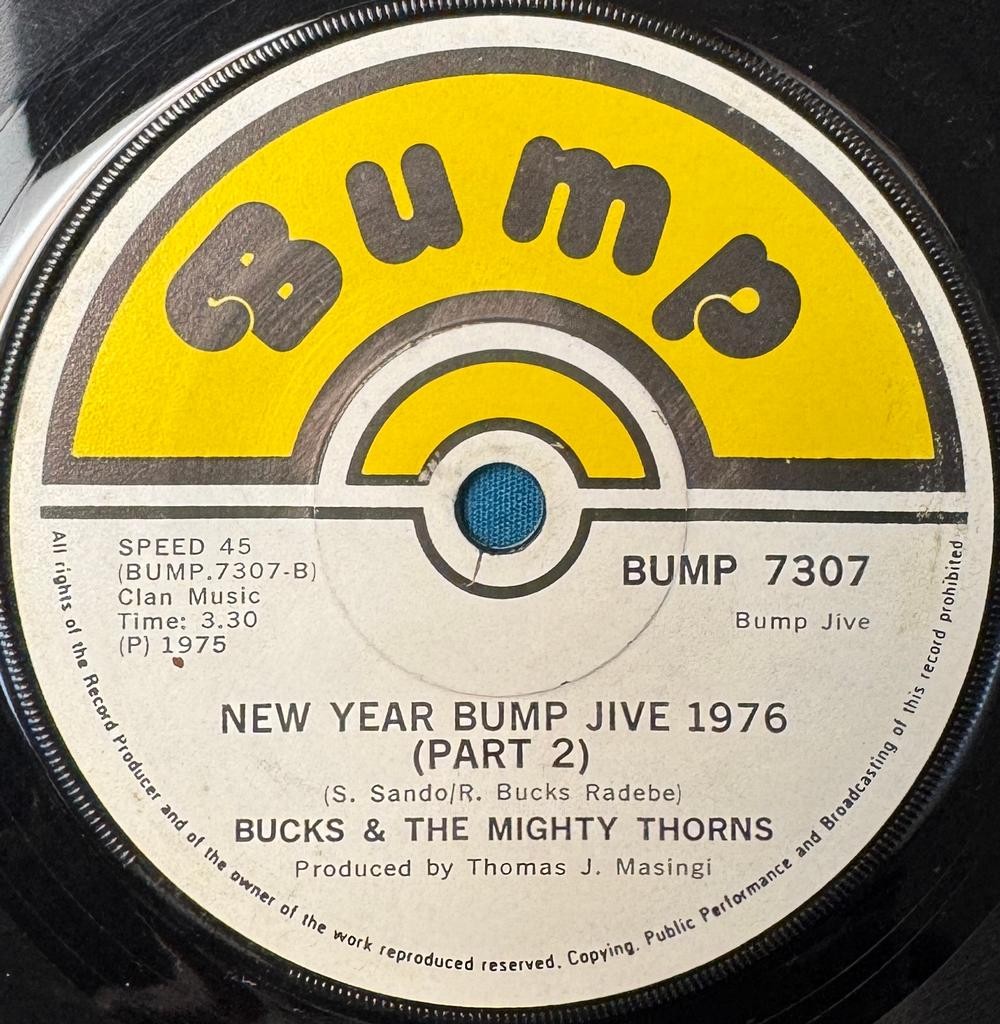 Bump
SPEED 45
(BUMP.7307-B)
Clan Music
Time: 3.30
(P) 1975
BUMP 7307
Bump Jive
NEW YEAR BUMP JIVE 1976
(PART 2)
(S. Sando/R. Bucks Radebe)
BUCKS & THE MIGHTY THORNS
Produced by Thomas J. Masingi
All rights of the Record Producer and of the owner of the work reproduced reserved. Copying. Public Performance and Broadcasting of this record prohibited